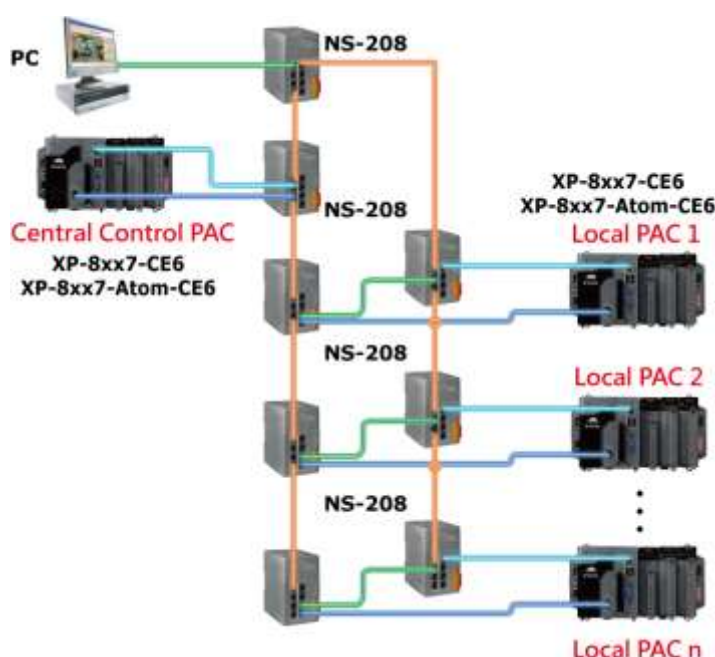 NS-208
PC
Central Control PAC
XP-8xx7-CE6
XP-8xx7-Atom-CE6
NS-208
XP-8xx7-CE6
XP-8xx7-Atom-CE6
Local PAC 1
NS-208
Local PAC 2
NS-208
Local PAC n